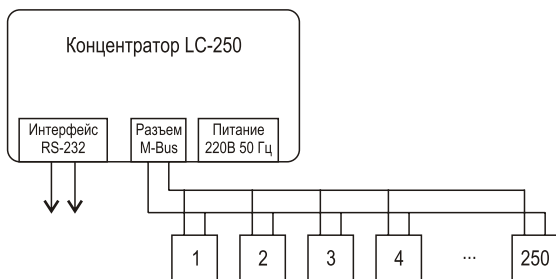 Концентратор LC-250
Интерфейс
RS-232
Разъем
M-Bus
Питание
220В 50 Гц
1 2 3 4 ... 250